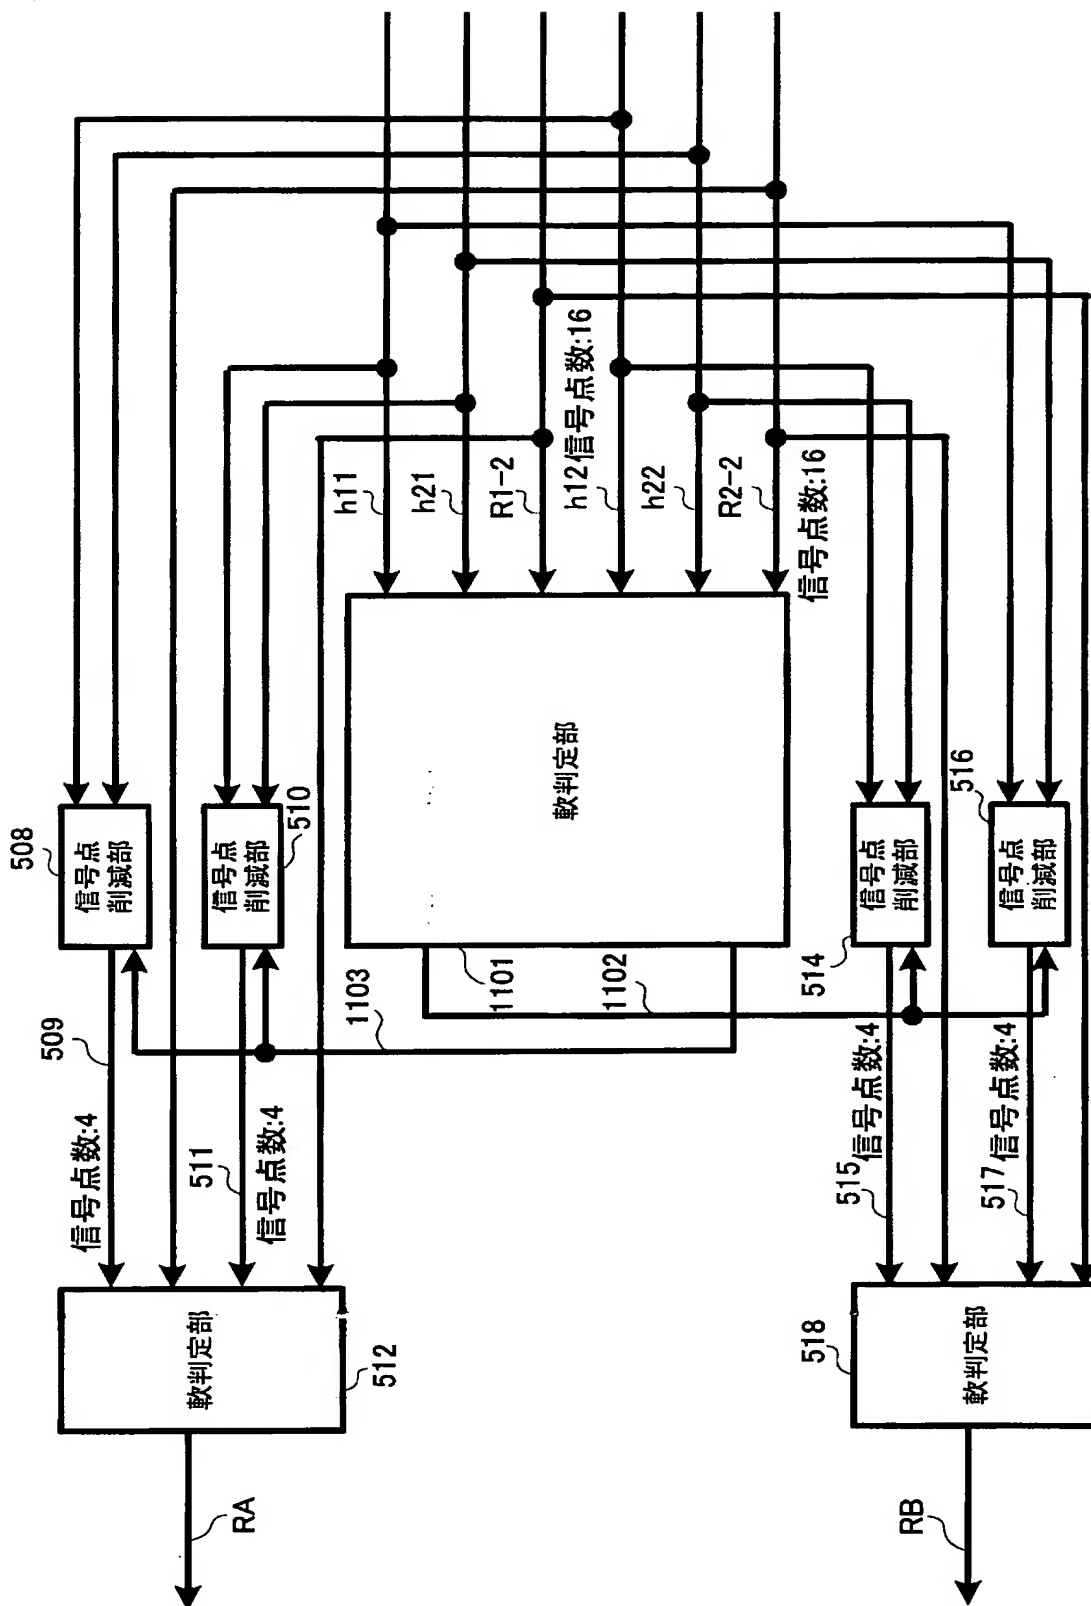 508
信号点
削減部
509
信号点数:4
510
信号点
削減部
511
信号点数:4
軟判定部
512
RA
h11
h21
R1-2
h12
信号点数:16
h22
R2-2
信号点数:16
軟判定部
1101
1102
1103
514
信号点
削減部
515
信号点数:4
516
信号点
削減部
517
信号点数:4
軟判定部
518
RB